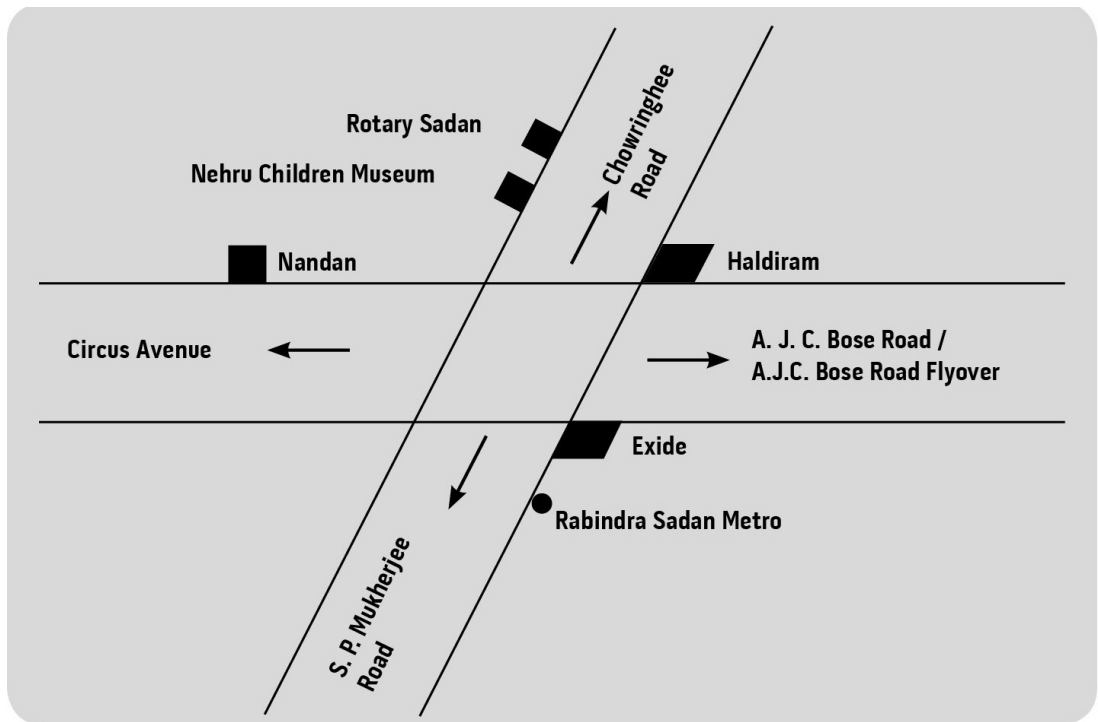 Rotary Sadan
Chowringhee
Road
Nehru Children Museum
Nandan
Haldiram
Circus Avenue
A. J. C. Bose Road /
A.J.C. Bose Road Flyover
Exide
Rabindra Sadan Metro
S. P. Mukherjee
Road